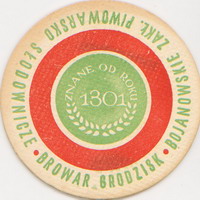 BOJANOWSKIE ZAKŁ. PIWOWARSKO SŁODOWNICZE
• BROWAR GRODZISK •
ZNANE OD ROKU
1301